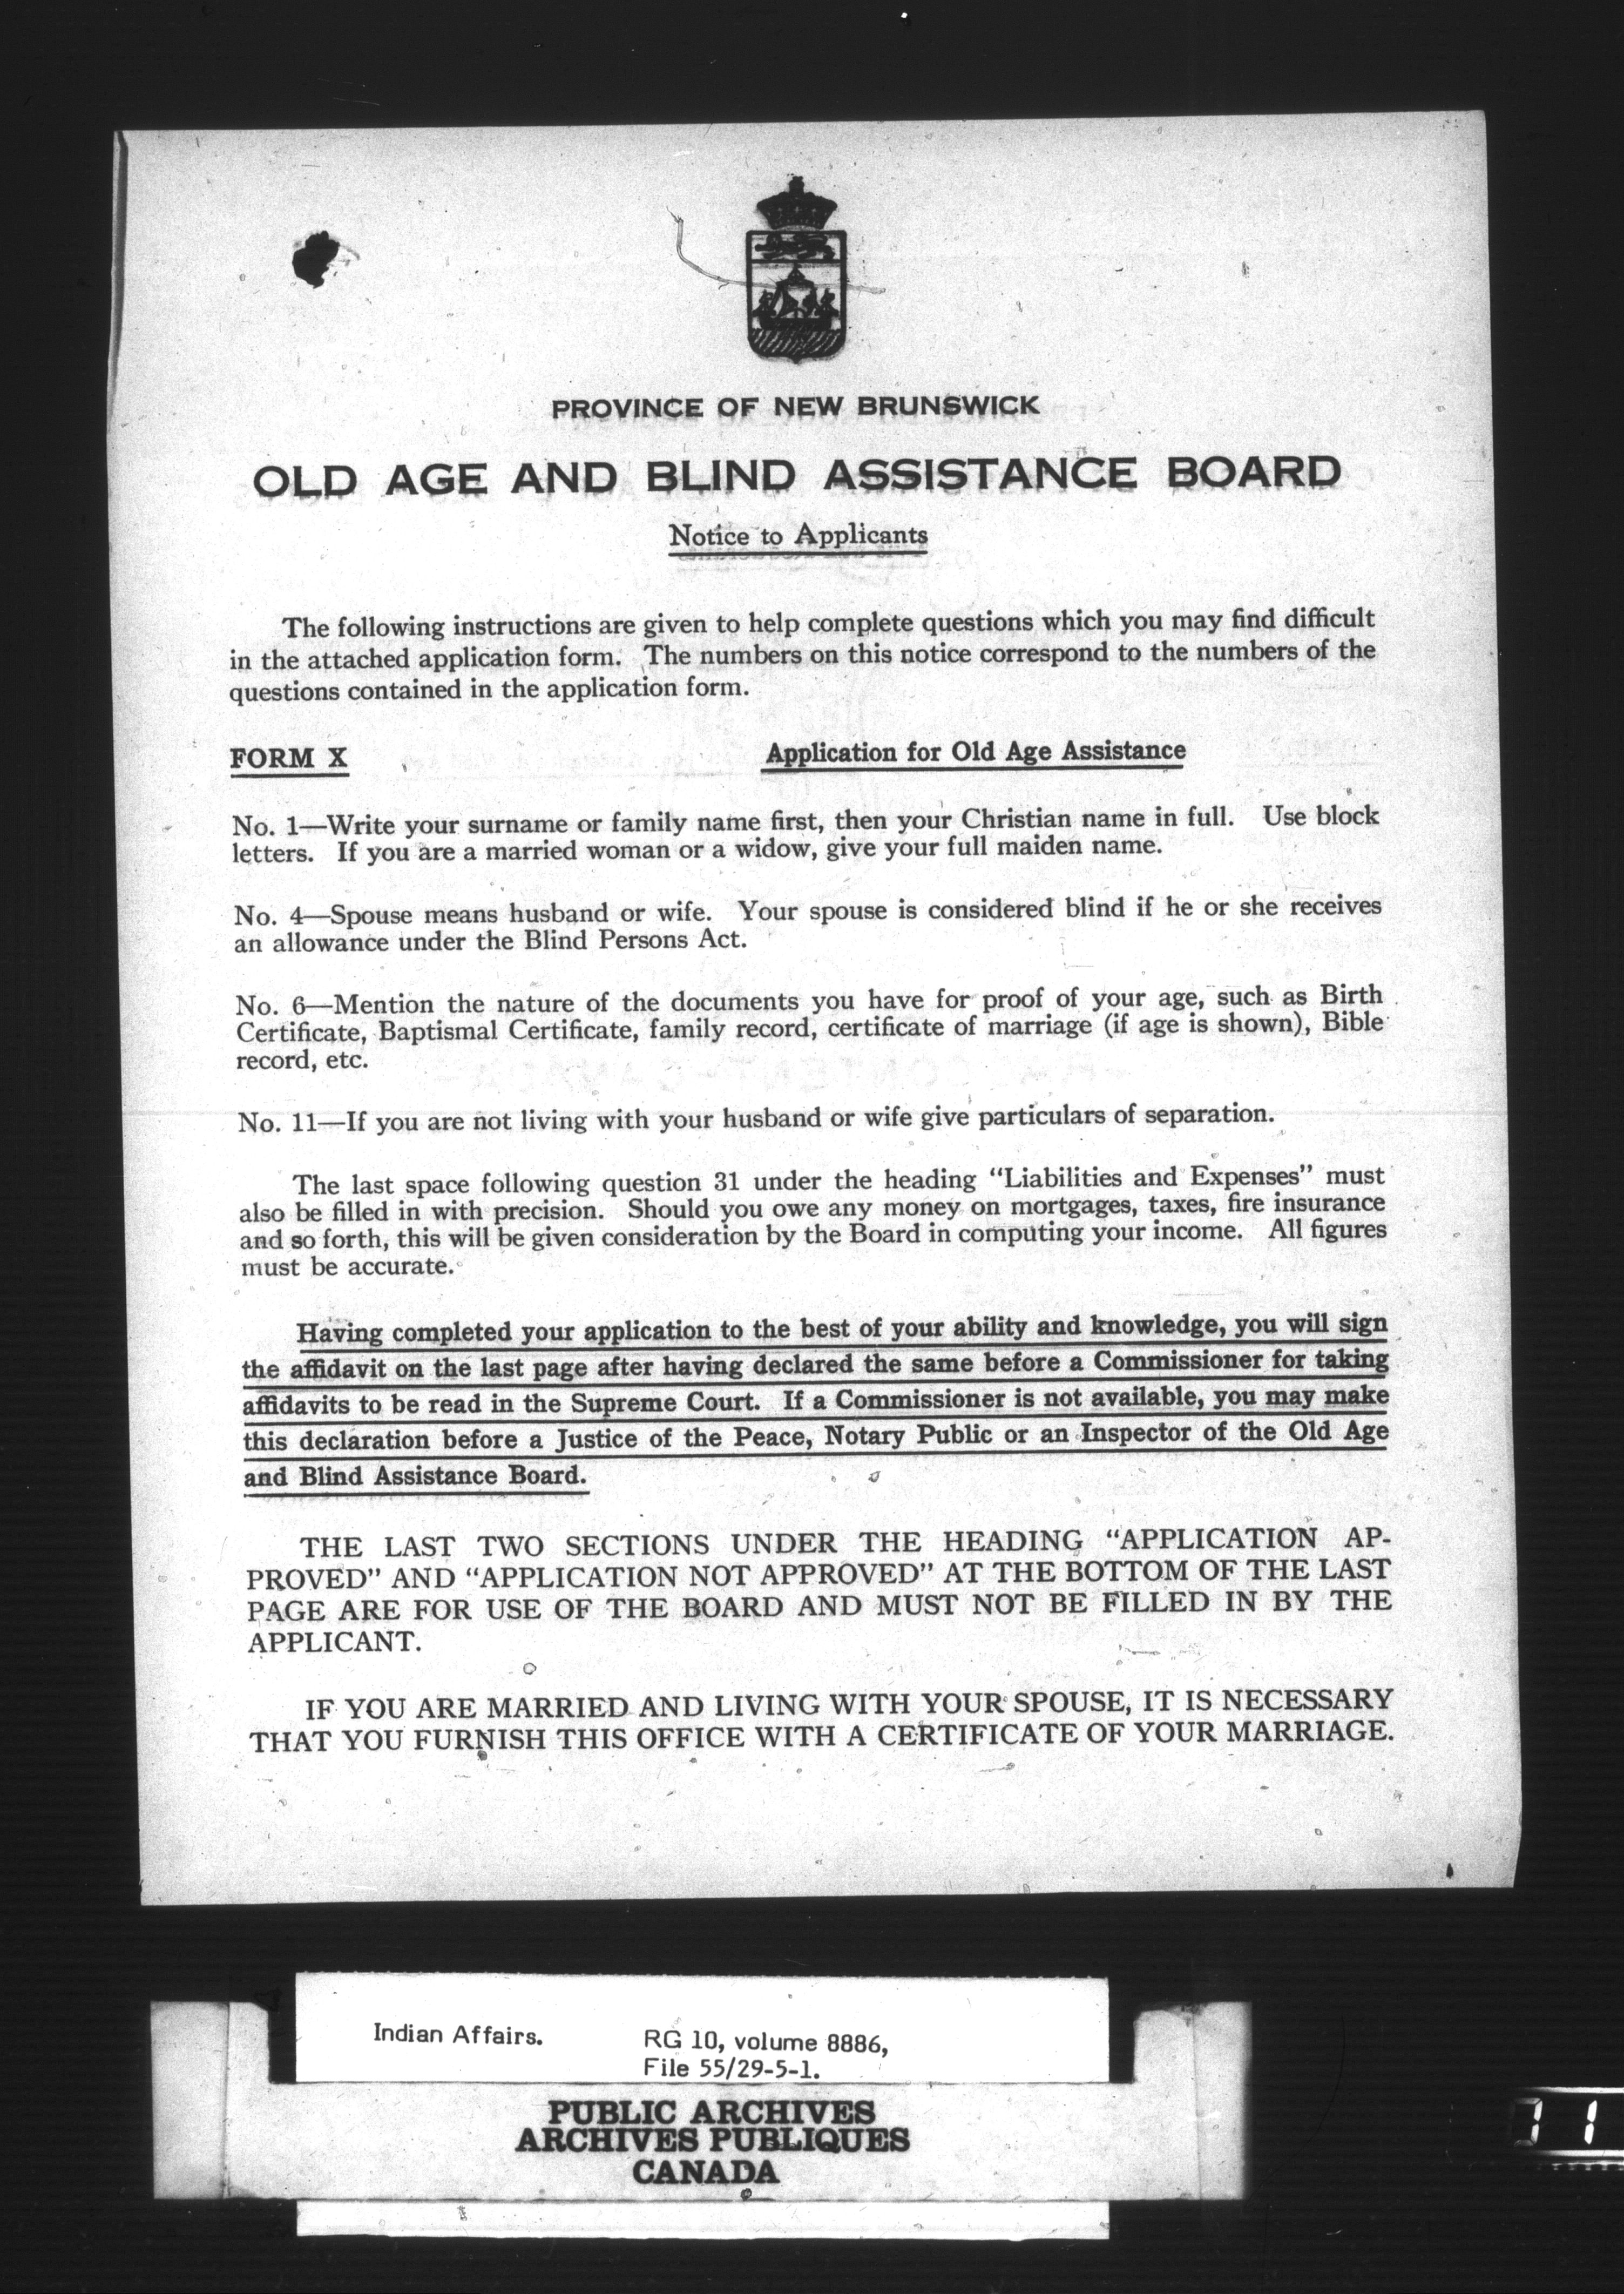 PROVINCE OF NEW BRUNSWICK
OLD AGE AND BLIND ASSISTANCE BOARD
Notice to Applicants
The following instructions are given to help complete questions which you may find difficult
in the attached application form. The numbers on this notice correspond to the numbers of the
questions contained in the application form.
FORM X Application for Old Age Assistance
No. 1—Write your surname or family name first, then your Christian name in full. Use block
letters. If you are a married woman or a widow, give your full maiden name.
No. 4—Spouse means husband or wife. Your spouse is considered blind if he or she receives
an allowance under the Blind Persons Act.
No. 6—Mention the nature of the documents you have for proof of your age, such as Birth
Certificate, Baptismal Certificate, family record, certificate of marriage (if age is shown), Bible
record, etc.
No. 11—If you are not living with your husband or wife give particulars of separation.
The last space following question 31 under the heading “Liabilities and Expenses” must
also be filled in with precision. Should you owe any money on mortgages, taxes, fire insurance
and so forth, this will be given consideration by the Board in computing your income. All figures
must be accurate.
Having completed your application to the best of your ability and knowledge, you will sign
the affidavit on the last page after having declared the same before a Commissioner for taking
affidavits to be read in the Supreme Court. If a Commissioner is not available, you may make
this declaration before a Justice of the Peace, Notary Public or an Inspector of the Old Age
and Blind Assistance Board.
THE LAST TWO SECTIONS UNDER THE HEADING “APPLICATION AP-
PROVED” AND “APPLICATION NOT APPROVED” AT THE BOTTOM OF THE LAST
PAGE ARE FOR USE OF THE BOARD AND MUST NOT BE FILLED IN BY THE
APPLICANT.
IF YOU ARE MARRIED AND LIVING WITH YOUR SPOUSE, IT IS NECESSARY
THAT YOU FURNISH THIS OFFICE WITH A CERTIFICATE OF YOUR MARRIAGE.
Indian Affairs. RG 10, volume 8886,
File 55/29-5-1.
PUBLIC ARCHIVES
ARCHIVES PUBLIQUES
CANADA